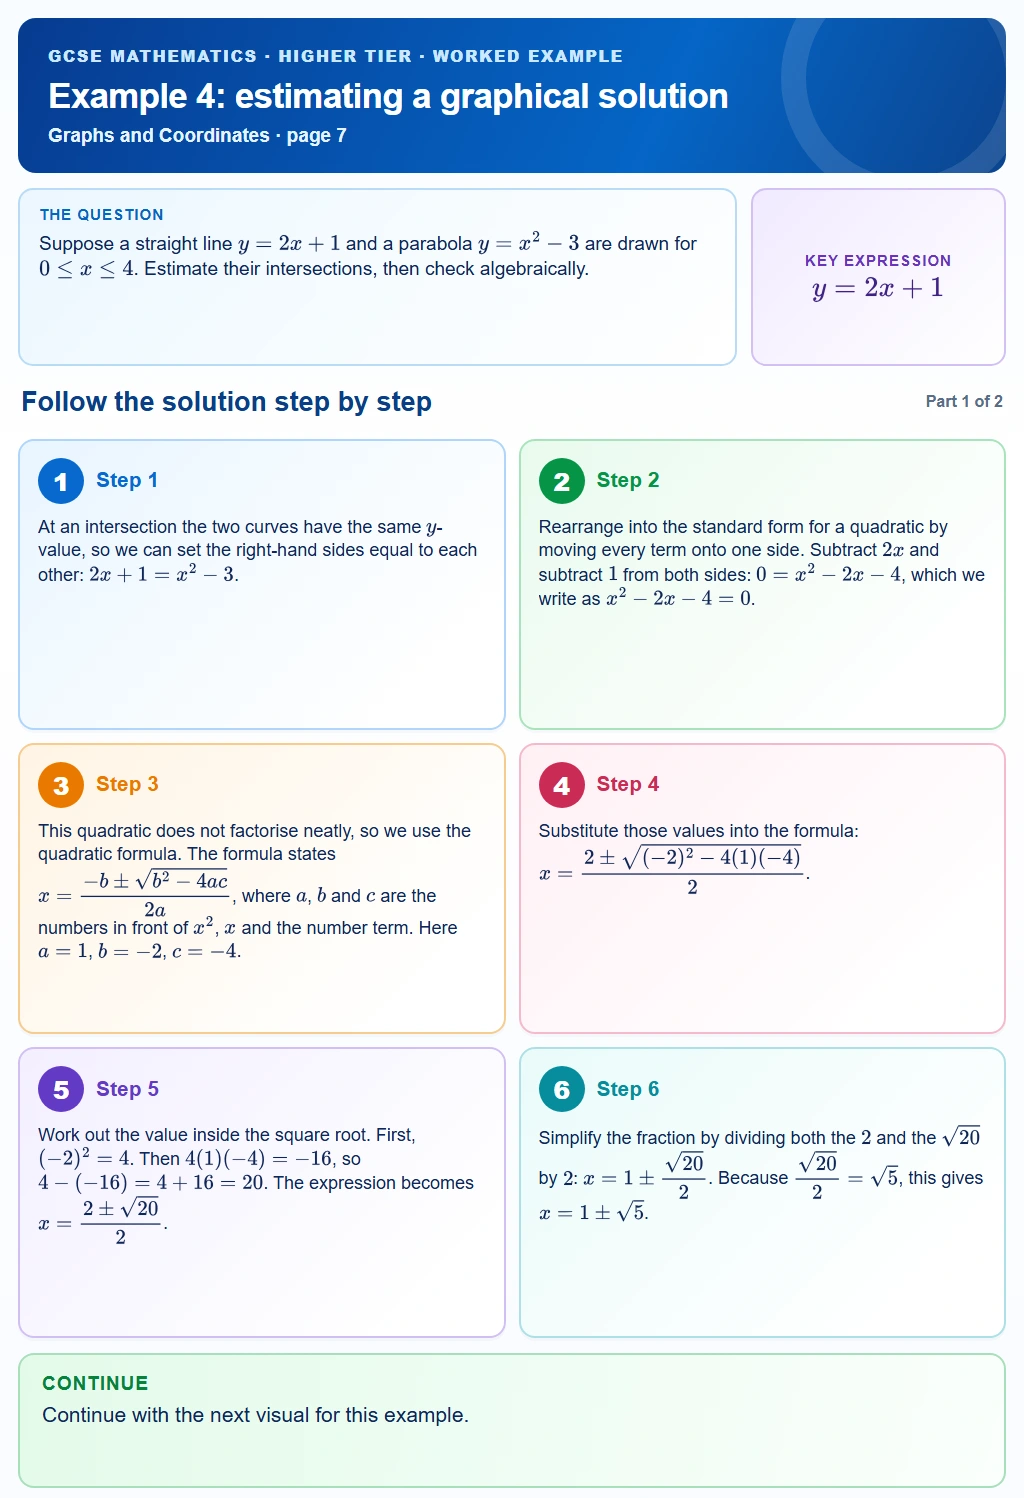 GCSE MATHEMATICS · HIGHER TIER · WORKED EXAMPLE
Example 4: estimating a graphical solution
Graphs and Coordinates · page 7
THE QUESTION
Suppose a straight line y = 2x + 1 and a parabola y = x² − 3 are drawn for
0 ≤ x ≤ 4. Estimate their intersections, then check algebraically.
KEY EXPRESSION
y = 2x + 1
Follow the solution step by step
Part 1 of 2
1 Step 1
At an intersection the two curves have the same y-
value, so we can set the right-hand sides equal to each
other: 2x + 1 = x² − 3.
2 Step 2
Rearrange into the standard form for a quadratic by
moving every term onto one side. Subtract 2x and
subtract 1 from both sides: 0 = x² − 2x − 4, which we
write as x² − 2x − 4 = 0.
3 Step 3
This quadratic does not factorise neatly, so we use the
quadratic formula. The formula states
x = (−b ± √(b² − 4ac))/(2a), where a, b and c are the
numbers in front of x², x and the number term. Here
a = 1, b = −2, c = −4.
4 Step 4
Substitute those values into the formula:
x = (2 ± √((−2)² − 4(1)(−4)))/2.
5 Step 5
Work out the value inside the square root. First,
(−2)² = 4. Then 4(1)(−4) = −16, so
4 − (−16) = 4 + 16 = 20. The expression becomes
x = (2 ± √20)/2.
6 Step 6
Simplify the fraction by dividing both the 2 and the √20
by 2: x = 1 ± √20/2. Because √20/2 = √5, this gives
x = 1 ± √5.
CONTINUE
Continue with the next visual for this example.